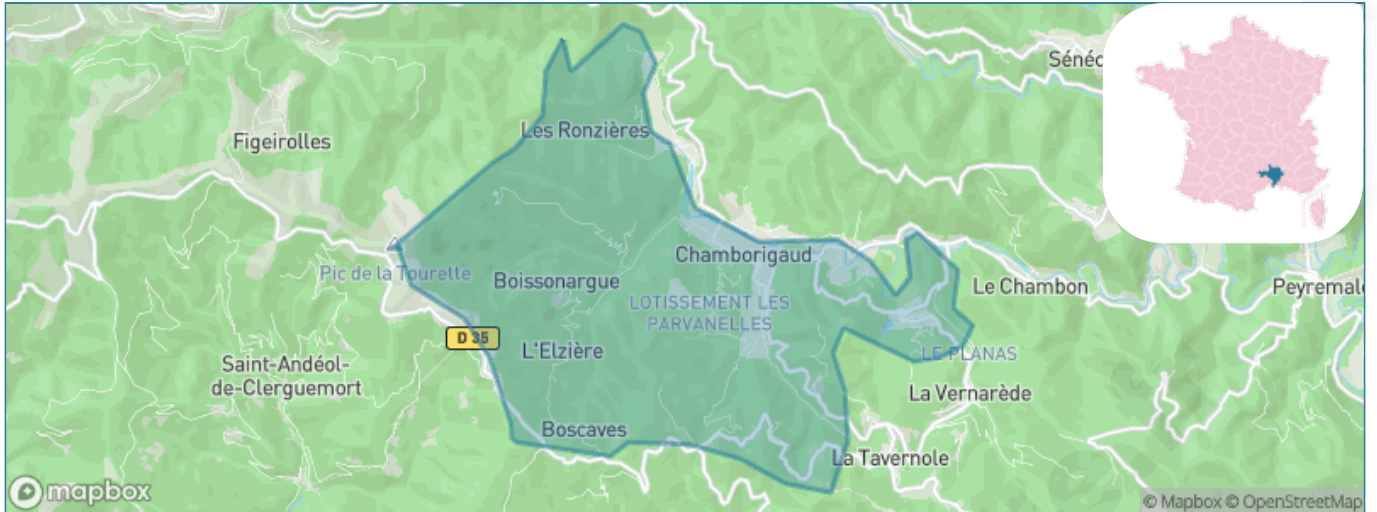 Sénéc
Les Ronzières
Figeirolles
Chamborigaud
Pic de la Tourette
Boissonargue
Le Chambon
Peyremale
LOTISSEMENT LES
PARVANELLES
D 35
L'Elzière
LE PLANAS
Saint-Andéol-
de-Clerguemort
La Vernarède
Boscaves
La Tavernole
mapbox
© Mapbox © OpenStreetMap